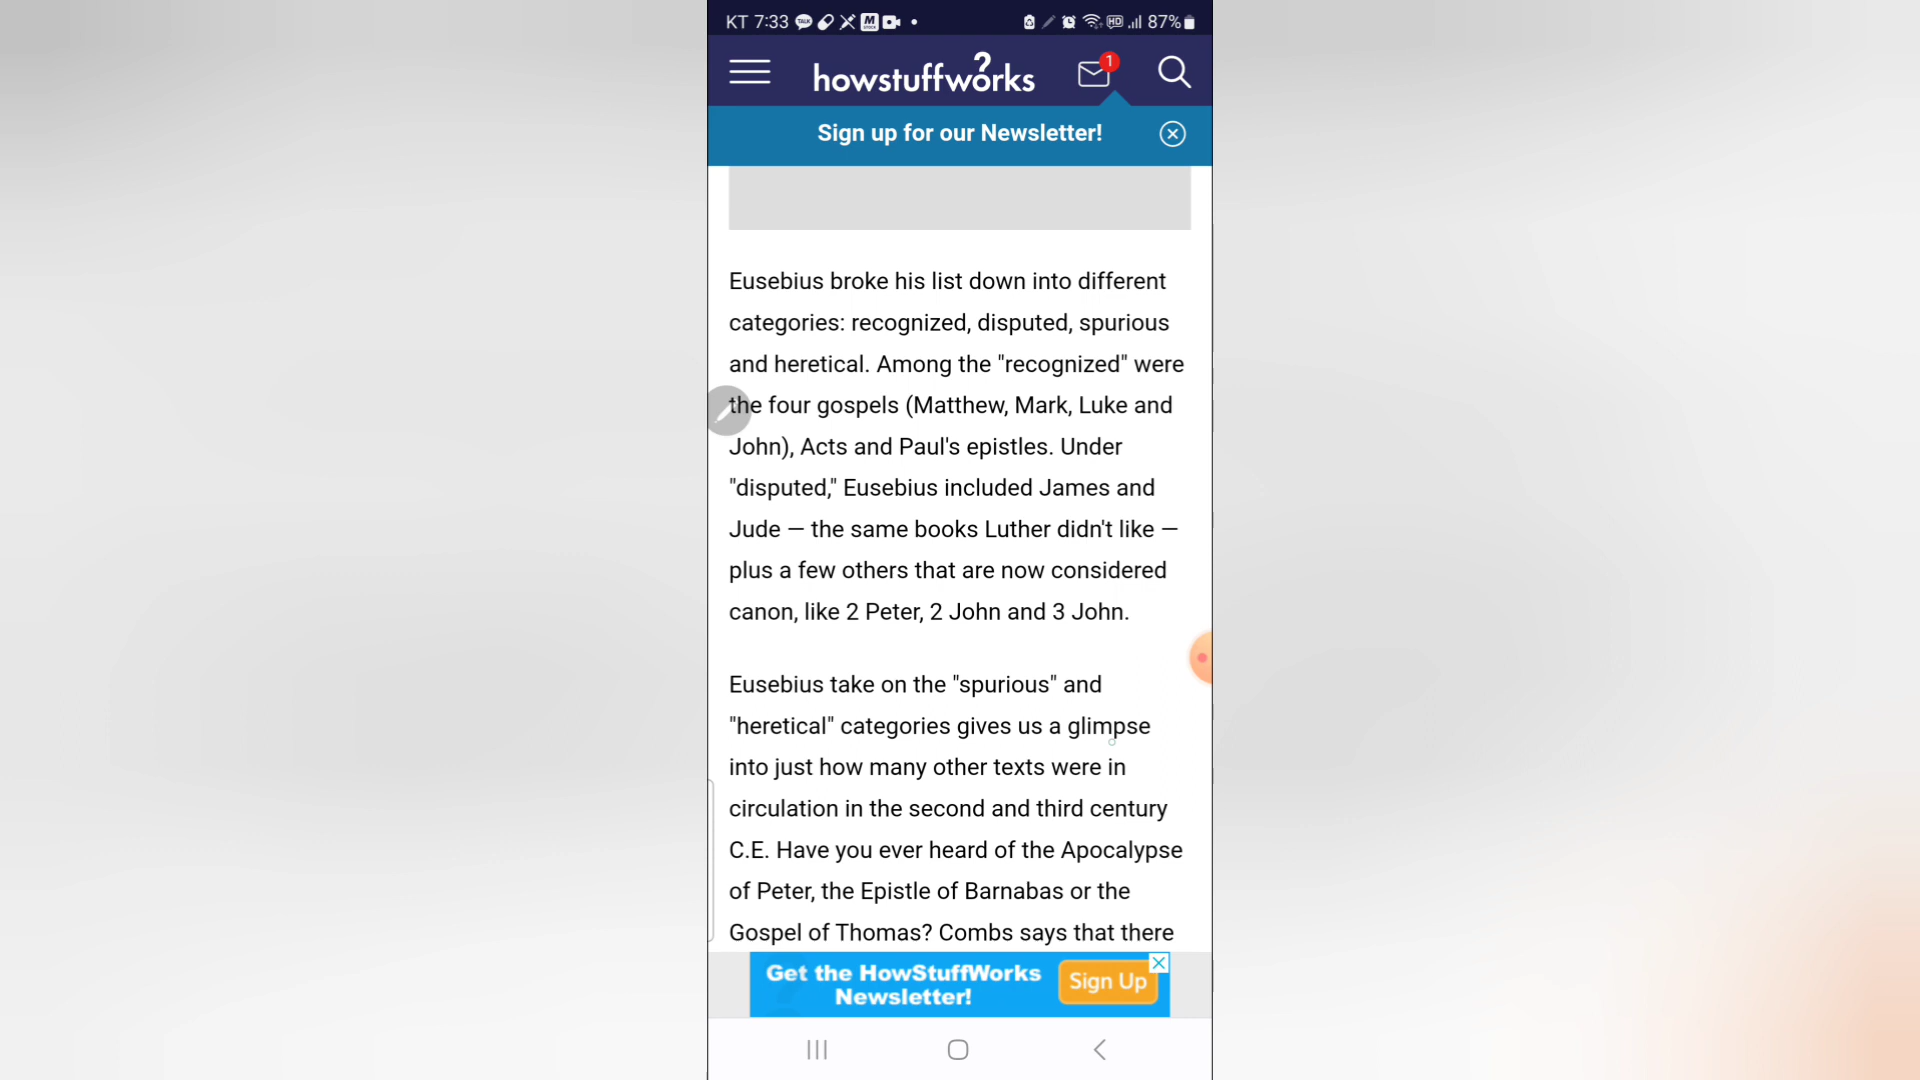 KT 7:33 87%
howstuffworks
1
Sign up for our Newsletter!
Eusebius broke his list down into different
categories: recognized, disputed, spurious
and heretical. Among the "recognized" were
the four gospels (Matthew, Mark, Luke and
John), Acts and Paul's epistles. Under
"disputed," Eusebius included James and
Jude — the same books Luther didn't like —
plus a few others that are now considered
canon, like 2 Peter, 2 John and 3 John.
Eusebius take on the "spurious" and
"heretical" categories gives us a glimpse
into just how many other texts were in
circulation in the second and third century
C.E. Have you ever heard of the Apocalypse
of Peter, the Epistle of Barnabas or the
Gospel of Thomas? Combs says that there
Get the HowStuffWorks
Newsletter!
Sign Up